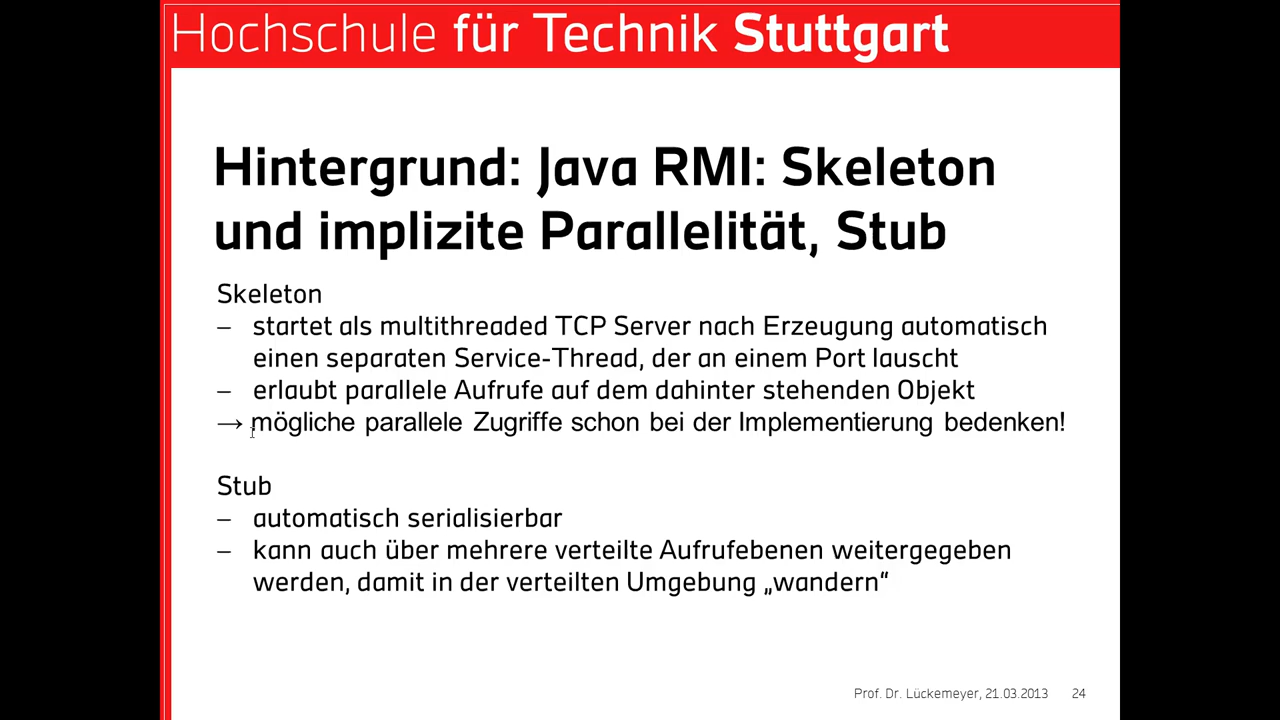 Hochschule für Technik Stuttgart
Hintergrund: Java RMI: Skeleton
und implizite Parallelität, Stub
Skeleton
– startet als multithreaded TCP Server nach Erzeugung automatisch
einen separaten Service-Thread, der an einem Port lauscht
– erlaubt parallele Aufrufe auf dem dahinter stehenden Objekt
→ mögliche parallele Zugriffe schon bei der Implementierung bedenken!
Stub
– automatisch serialisierbar
– kann auch über mehrere verteilte Aufrufebenen weitergegeben
werden, damit in der verteilten Umgebung „wandern“
Prof. Dr. Lückemeyer, 21.03.2013 24